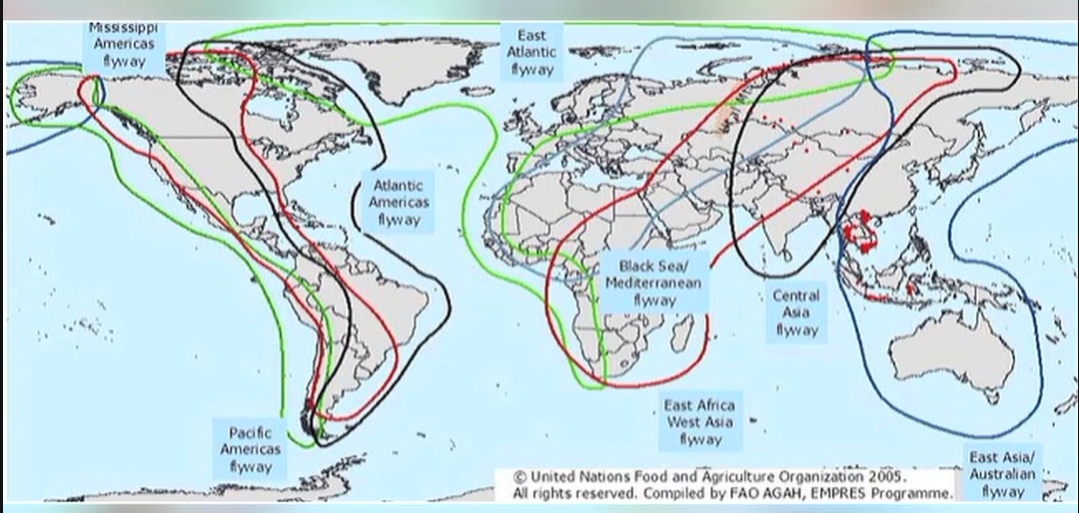 Mississippi
Americas
flyway
East
Atlantic
flyway
Atlantic
Americas
flyway
Black Sea/
Mediterranean
flyway
Central
Asia
flyway
East Africa
West Asia
flyway
Pacific
Americas
flyway
East Asia/
Australian
flyway
© United Nations Food and Agriculture Organization 2005.
All rights reserved. Compiled by FAO AGAH, EMPRES Programme.